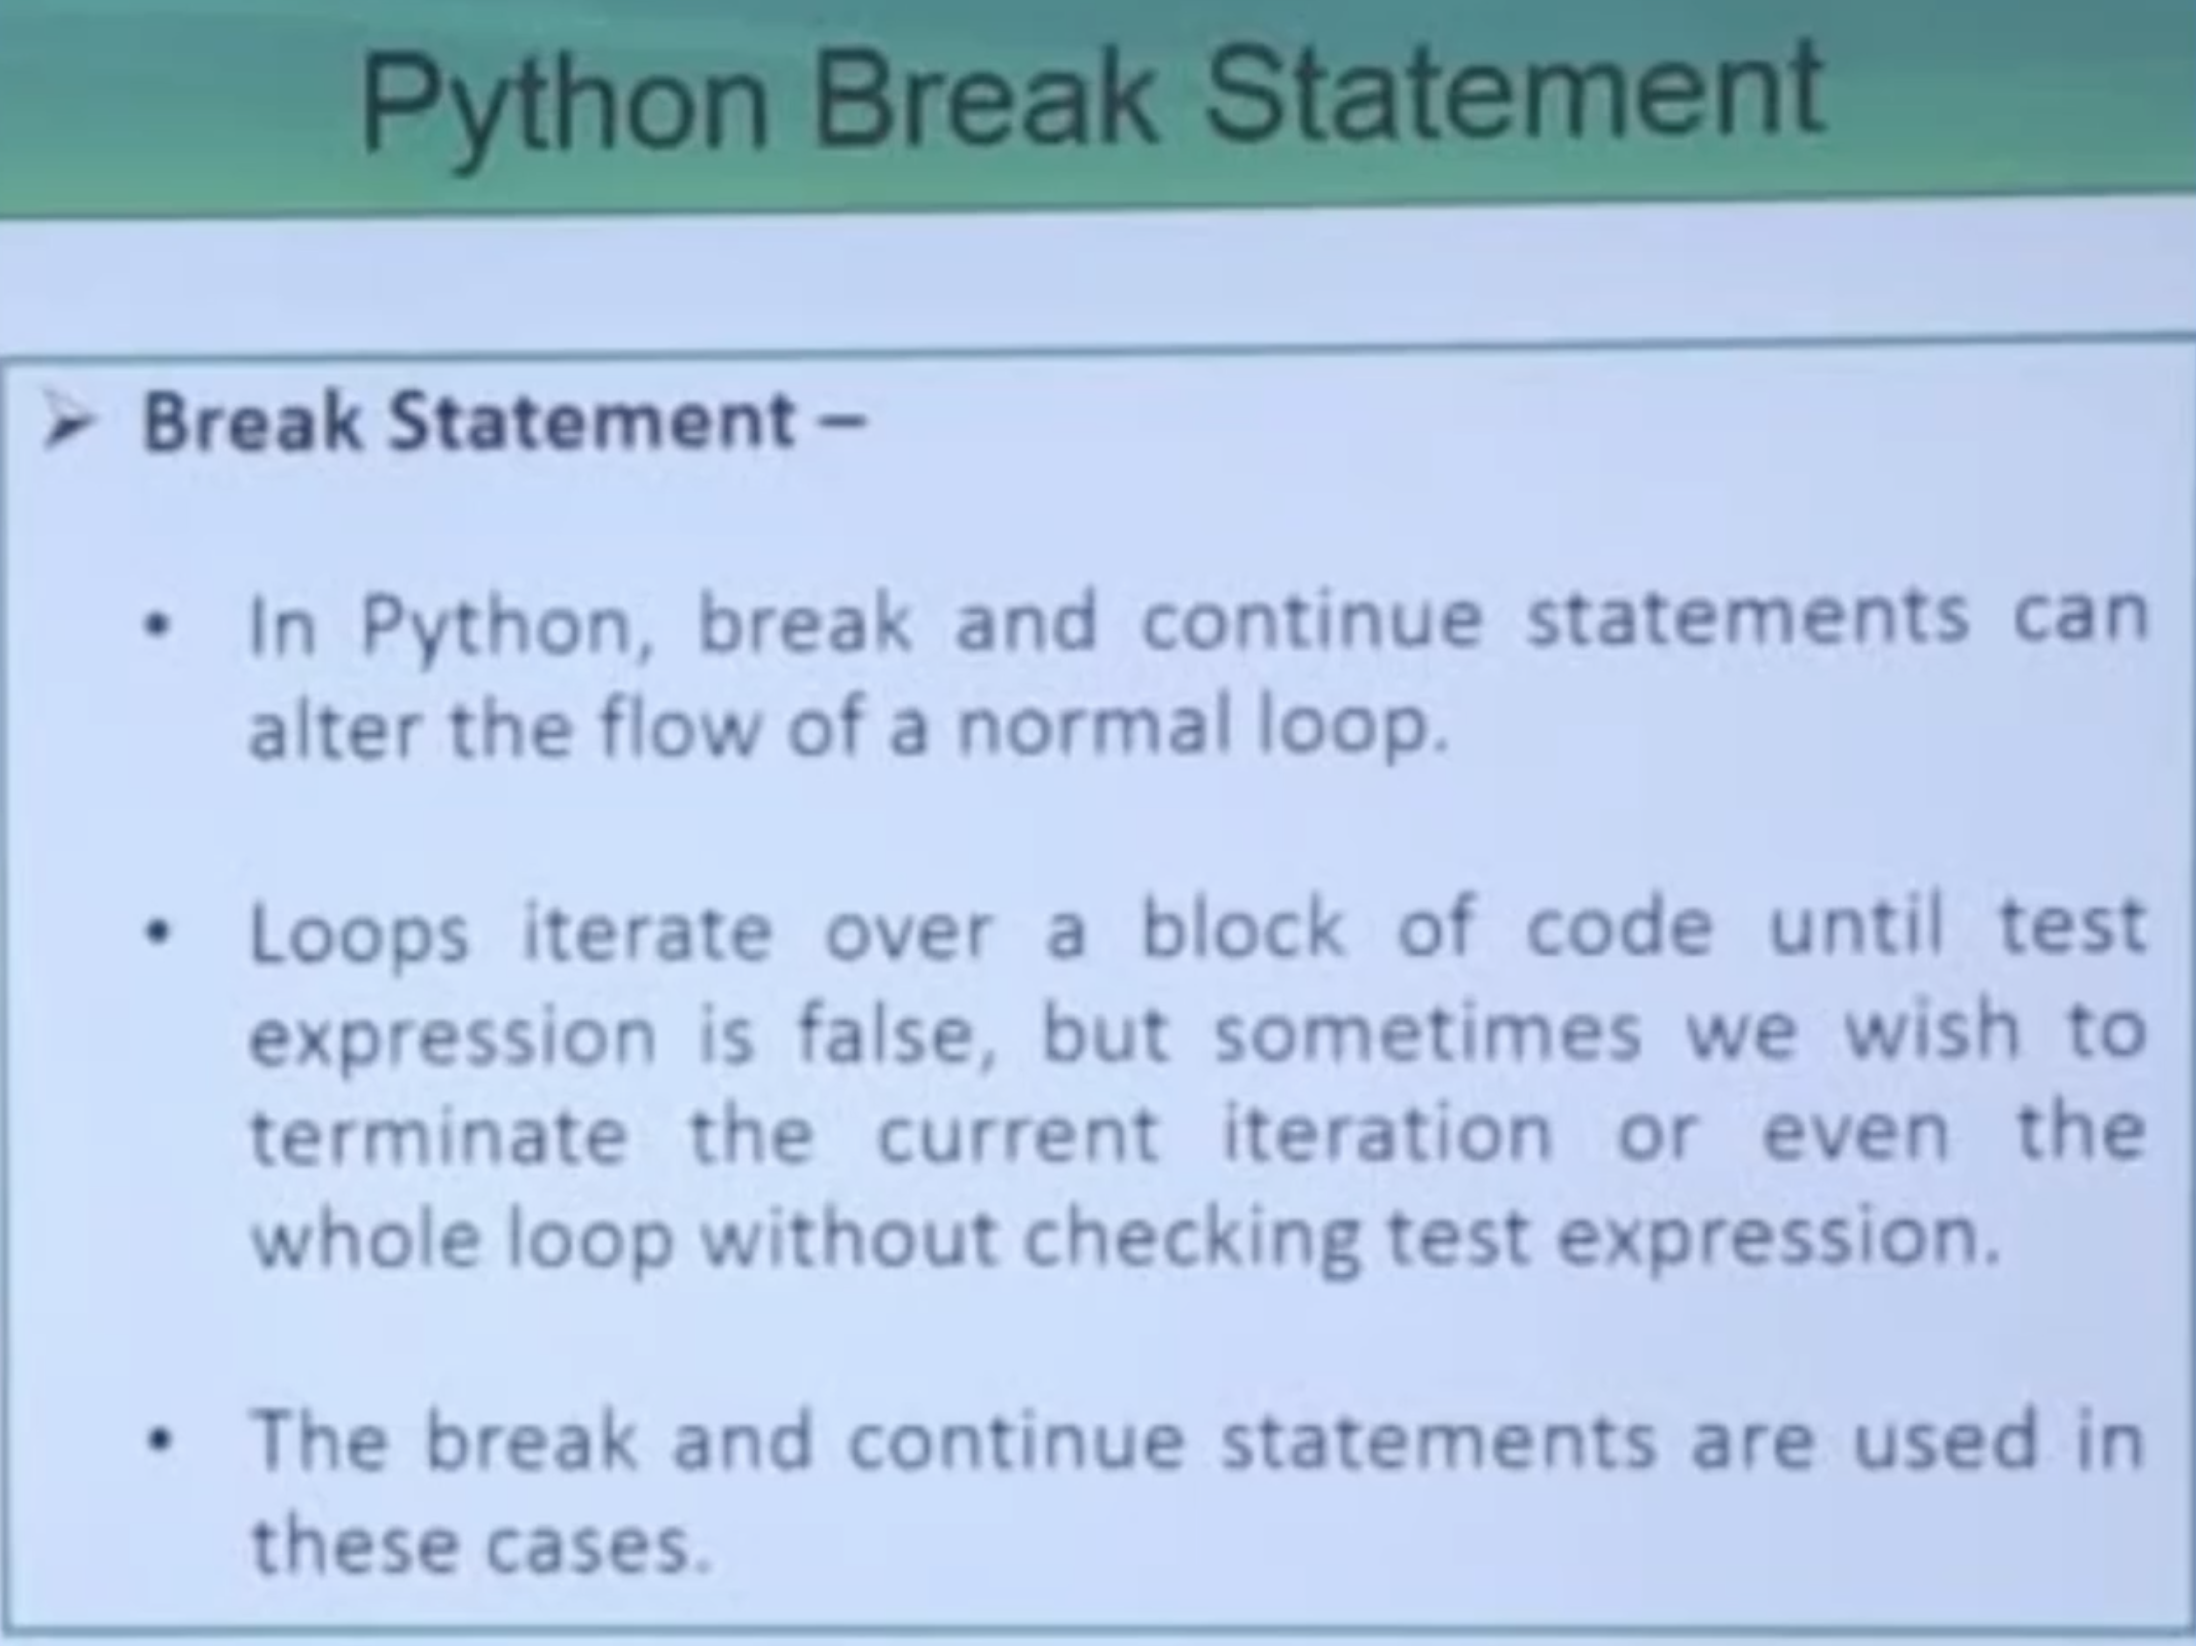 Python Break Statement
➢ Break Statement –
• In Python, break and continue statements can
alter the flow of a normal loop.
• Loops iterate over a block of code until test
expression is false, but sometimes we wish to
terminate the current iteration or even the
whole loop without checking test expression.
• The break and continue statements are used in
these cases.